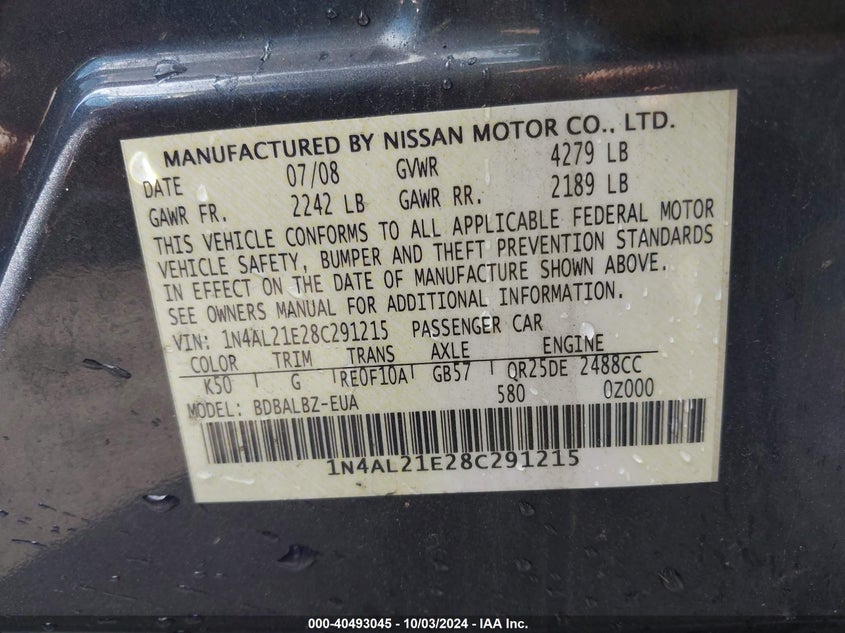 MANUFACTURED BY NISSAN MOTOR CO., LTD.
DATE 07/08 GVWR 4279 LB
GAWR FR. 2242 LB GAWR RR. 2189 LB
THIS VEHICLE CONFORMS TO ALL APPLICABLE FEDERAL MOTOR
VEHICLE SAFETY, BUMPER AND THEFT PREVENTION STANDARDS
IN EFFECT ON THE DATE OF MANUFACTURE SHOWN ABOVE.
SEE OWNERS MANUAL FOR ADDITIONAL INFORMATION.
VIN: 1N4AL21E28C291215 PASSENGER CAR
COLOR TRIM TRANS AXLE ENGINE
K50 G RE0F10A GB57 QR25DE 2488CC
MODEL: BDBALBZ-EUA 580 0Z000
1N4AL21E28C291215
000-40493045 - 10/03/2024 - IAA Inc.